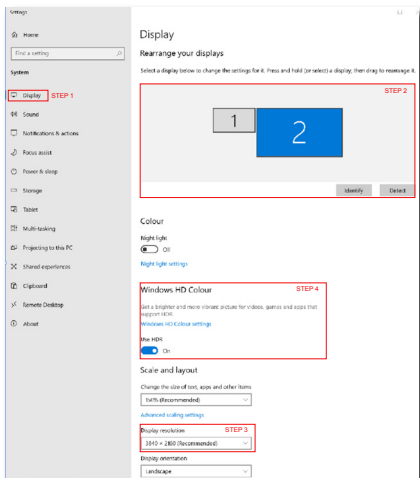 Settings
Home
Find a setting
System
Display STEP 1
Sound
Notifications & actions
Focus assist
Power & sleep
Storage
Tablet
Multi-tasking
Projecting to this PC
Shared experiences
Clipboard
Remote Desktop
About
Display
Rearrange your displays
Select a display below to change the settings for it. Press and hold (or select) a display, then drag to rearrange it.
STEP 2
1
2
Identify Detect
Colour
Night light
Off
Night light settings
Windows HD Colour STEP 4
Get a brighter and more vibrant picture for videos, games and apps that
support HDR.
Windows HD Colour settings
Use HDR
On
Scale and layout
Change the size of text, apps and other items
(Recommended)
Advanced scaling settings
Display resolution STEP 3
3840 × 2160 (Recommended)
Display orientation
Landscape